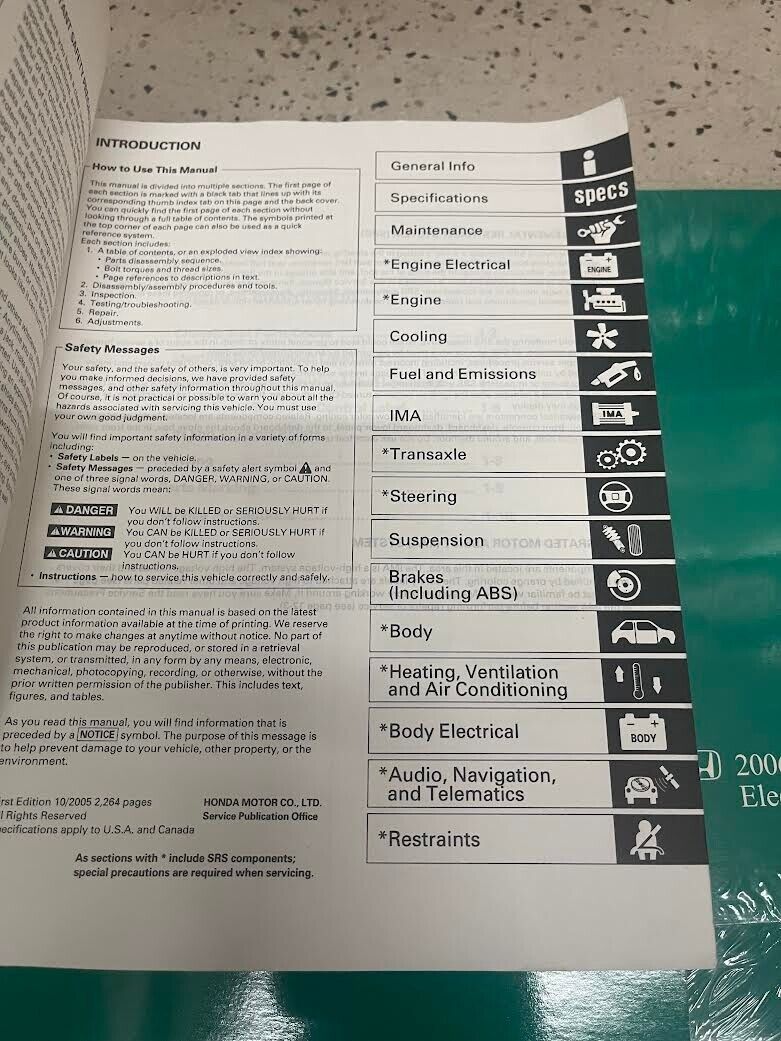 INTRODUCTION
How to Use This Manual
This manual is divided into multiple sections. The first page of
each section is marked with a black tab that lines up with its
corresponding thumb index tab on this page and the back cover.
You can quickly find the first page of each section without
looking through a full table of contents. The symbols printed at
the top corner of each page can also be used as a quick
reference system.
Each section includes:
1. A table of contents, or an exploded view index showing:
• Parts disassembly sequence.
• Bolt torques and thread sizes.
• Page references to descriptions in text.
2. Disassembly/assembly procedures and tools.
3. Inspection.
4. Testing/troubleshooting.
5. Repair.
6. Adjustments.
Safety Messages
Your safety, and the safety of others, is very important. To help
you make informed decisions, we have provided safety
messages, and other safety information throughout this manual.
Of course, it is not practical or possible to warn you about all the
hazards associated with servicing this vehicle. You must use
your own good judgment.
You will find important safety information in a variety of forms
including:
• Safety Labels — on the vehicle.
• Safety Messages — preceded by a safety alert symbol ⚠ and
one of three signal words, DANGER, WARNING, or CAUTION.
These signal words mean:
⚠ DANGER You WILL be KILLED or SERIOUSLY HURT if
you don't follow instructions.
⚠ WARNING You CAN be KILLED or SERIOUSLY HURT if
you don't follow instructions.
⚠ CAUTION You CAN be HURT if you don't follow
instructions.
• Instructions — how to service this vehicle correctly and safely.
All information contained in this manual is based on the latest
product information available at the time of printing. We reserve
the right to make changes at anytime without notice. No part of
this publication may be reproduced, or stored in a retrieval
system, or transmitted, in any form by any means, electronic,
mechanical, photocopying, recording, or otherwise, without the
prior written permission of the publisher. This includes text,
figures, and tables.
As you read this manual, you will find information that is
preceded by a NOTICE symbol. The purpose of this message is
to help prevent damage to your vehicle, other property, or the
environment.
irst Edition 10/2005 2,264 pages
ll Rights Reserved
pecifications apply to U.S.A. and Canada
HONDA MOTOR CO., LTD.
Service Publication Office
As sections with * include SRS components;
special precautions are required when servicing.
General Info
i
Specifications
specs
Maintenance
*Engine Electrical
ENGINE
*Engine
Cooling
Fuel and Emissions
IMA
IMA
*Transaxle
*Steering
Suspension
Brakes
(Including ABS)
*Body
*Heating, Ventilation
and Air Conditioning
*Body Electrical
BODY
*Audio, Navigation,
and Telematics
*Restraints
2006
Elec